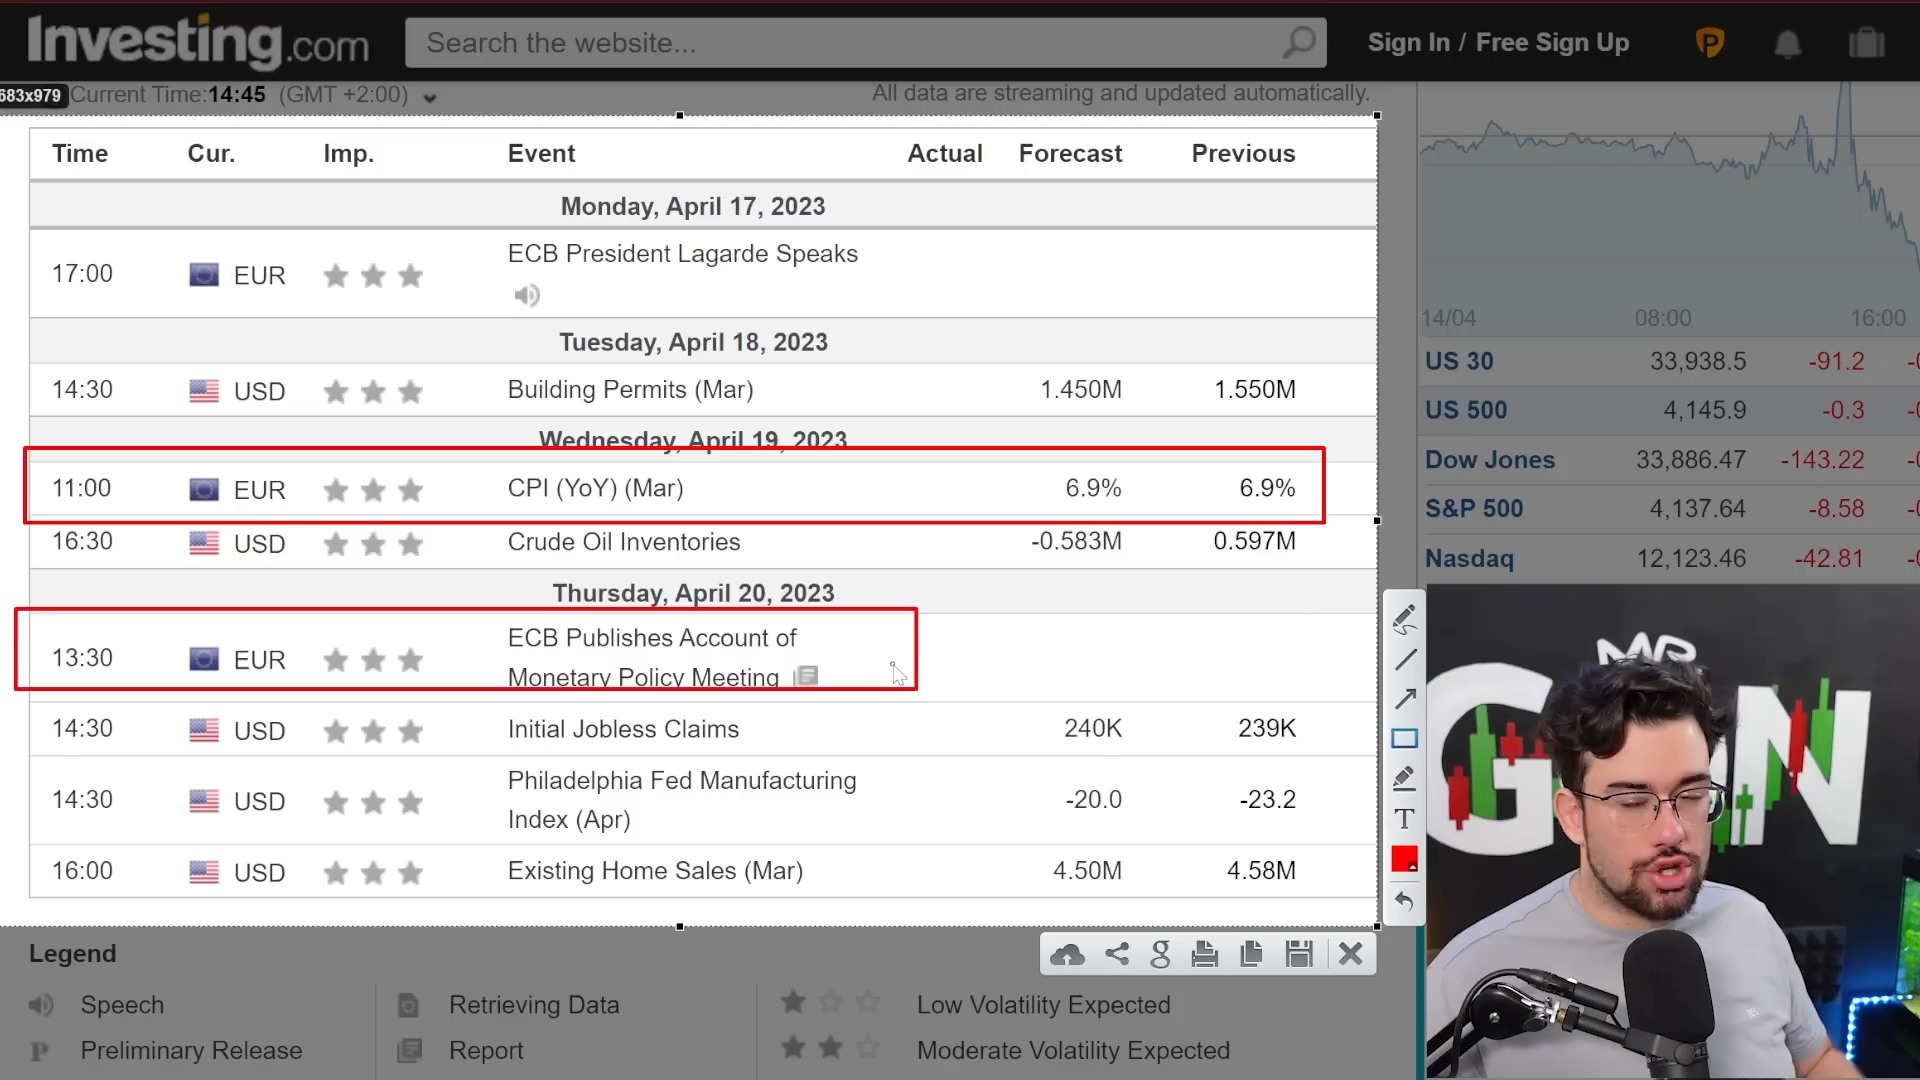 Investing.com
Search the website...
Sign In / Free Sign Up
683x979
Current Time:14:45 (GMT +2:00)
All data are streaming and updated automatically.
Time Cur. Imp. Event Actual Forecast Previous
Monday, April 17, 2023
17:00 EUR ECB President Lagarde Speaks
Tuesday, April 18, 2023
14:30 USD Building Permits (Mar) 1.450M 1.550M
Wednesday, April 19, 2023
11:00 EUR CPI (YoY) (Mar) 6.9% 6.9%
16:30 USD Crude Oil Inventories -0.583M 0.597M
Thursday, April 20, 2023
13:30 EUR ECB Publishes Account of
Monetary Policy Meeting
14:30 USD Initial Jobless Claims 240K 239K
14:30 USD Philadelphia Fed Manufacturing
Index (Apr) -20.0 -23.2
16:00 USD Existing Home Sales (Mar) 4.50M 4.58M
Legend
Speech
Retrieving Data
Low Volatility Expected
P Preliminary Release
Report
Moderate Volatility Expected
14/04 08:00 16:00
US 30 33,938.5 -91.2
US 500 4,145.9 -0.3
Dow Jones 33,886.47 -143.22
S&P 500 4,137.64 -8.58
Nasdaq 12,123.46 -42.81
T
g
MR
GON